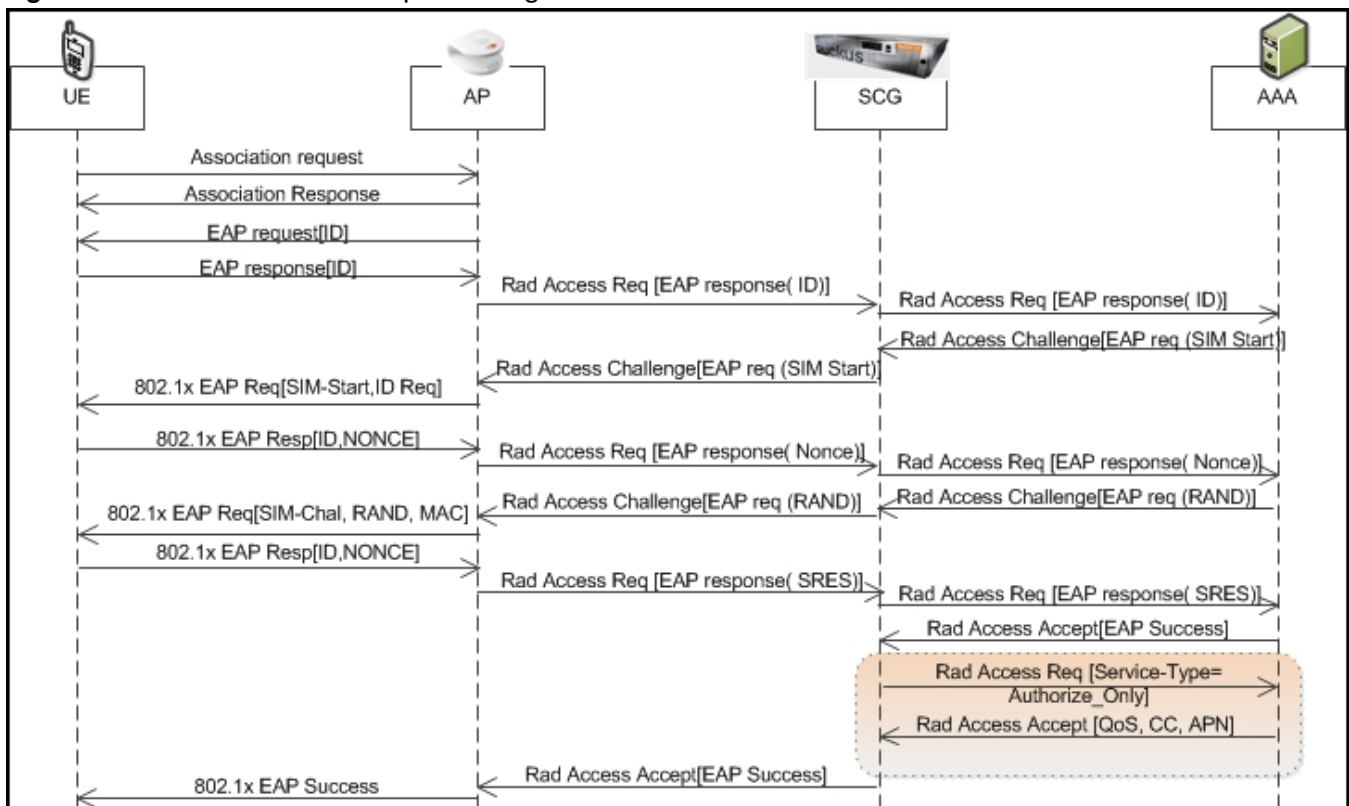 UE
AP
ruckus
SCG
AAA
Association request
Association Response
EAP request[ID]
EAP response[ID]
Rad Access Req [EAP response( ID)]
Rad Access Req [EAP response( ID)]
Rad Access Challenge[EAP req (SIM Start)]
Rad Access Challenge[EAP req (SIM Start)]
802.1x EAP Req[SIM-Start,ID Req]
802.1x EAP Resp[ID,NONCE]
Rad Access Req [EAP response( Nonce)]
Rad Access Req [EAP response( Nonce)]
Rad Access Challenge[EAP req (RAND)]
Rad Access Challenge[EAP req (RAND)]
802.1x EAP Req[SIM-Chal, RAND, MAC]
802.1x EAP Resp[ID,NONCE]
Rad Access Req [EAP response( SRES)]
Rad Access Req [EAP response( SRES)]
Rad Access Accept[EAP Success]
Rad Access Req [Service-Type=
Authorize_Only]
Rad Access Accept [QoS, CC, APN]
Rad Access Accept[EAP Success]
802.1x EAP Success